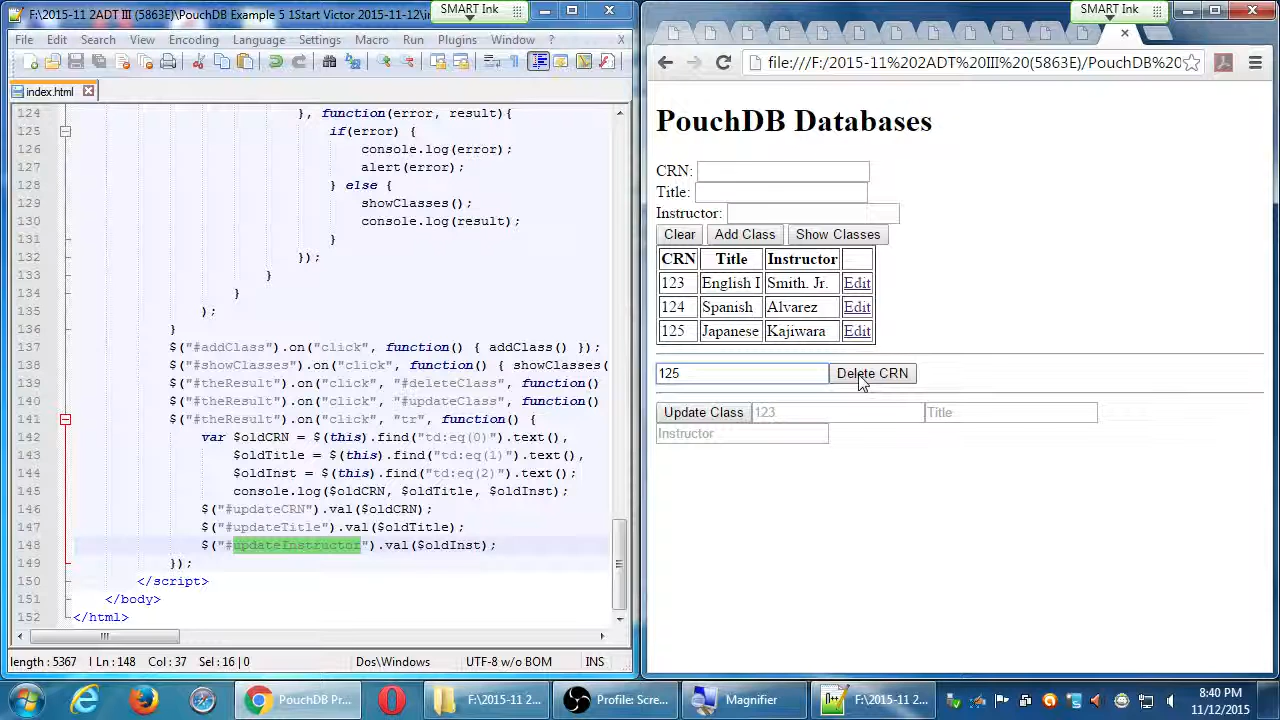 F:\2015-11 2ADT III (5863E)\PouchDB Example 5 1Start Victor 2015-11-12\in
SMART Ink
File Edit Search View Encoding Language Settings Macro Run Plugins Window ? X
index.html
124 }, function(error, result){
125 if(error) {
126 console.log(error);
127 alert(error);
128 } else {
129 showClasses();
130 console.log(result);
131 }
132 });
133 }
134 }
135 );
136 }
137 $("#addClass").on("click", function() { addClass() });
138 $("#showClasses").on("click", function() { showClasses(
139 $("#theResult").on("click", "#deleteClass", function()
140 $("#theResult").on("click", "#updateClass", function()
141 $("#theResult").on("click", "tr", function() {
142 var $oldCRN = $(this).find("td:eq(0)").text(),
143 $oldTitle = $(this).find("td:eq(1)").text(),
144 $oldInst = $(this).find("td:eq(2)").text();
145 console.log($oldCRN, $oldTitle, $oldInst);
146 $("#updateCRN").val($oldCRN);
147 $("#updateTitle").val($oldTitle);
148 $("#updateInstructor").val($oldInst);
149 });
150 </script>
151 </body>
152 </html>
length : 5367 l Ln : 148 Col : 37 Sel : 16 | 0 Dos\Windows UTF-8 w/o BOM INS
SMART Ink
file:///F:/2015-11%202ADT%20III%20(5863E)/PouchDB%20
PouchDB Databases
CRN:
Title:
Instructor:
Clear Add Class Show Classes
CRN Title Instructor
123 English I Smith. Jr. Edit
124 Spanish Alvarez Edit
125 Japanese Kajiwara Edit
125 Delete CRN
Update Class 123 Title
Instructor
PouchDB Pr... F:\2015-11 2... Profile: Scre... Magnifier F:\2015-11 2...
8:40 PM
11/12/2015